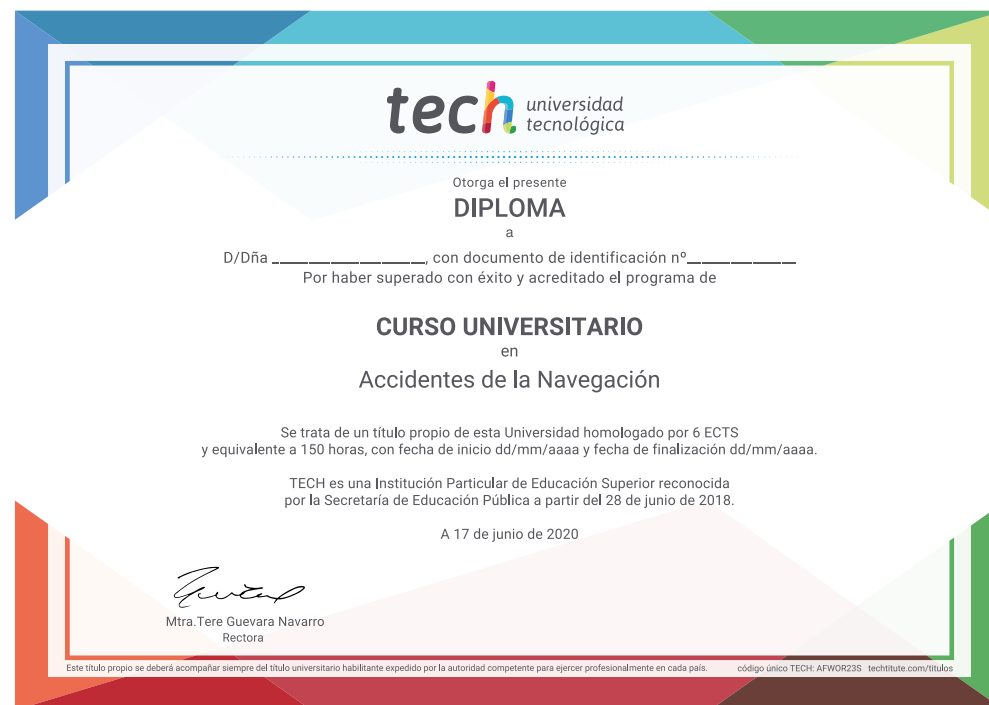 tech universidad
tecnológica
Otorga el presente
DIPLOMA
a
D/Dña ___________________, con documento de identificación nº______________
Por haber superado con éxito y acreditado el programa de
CURSO UNIVERSITARIO
en
Accidentes de la Navegación
Se trata de un título propio de esta Universidad homologado por 6 ECTS
y equivalente a 150 horas, con fecha de inicio dd/mm/aaaa y fecha de finalización dd/mm/aaaa.
TECH es una Institución Particular de Educación Superior reconocida
por la Secretaría de Educación Pública a partir del 28 de junio de 2018.
A 17 de junio de 2020
Mtra.Tere Guevara Navarro
Rectora
Este título propio se deberá acompañar siempre del título universitario habilitante expedido por la autoridad competente para ejercer profesionalmente en cada país. código único TECH: AFWOR23S techtitute.com/titulos